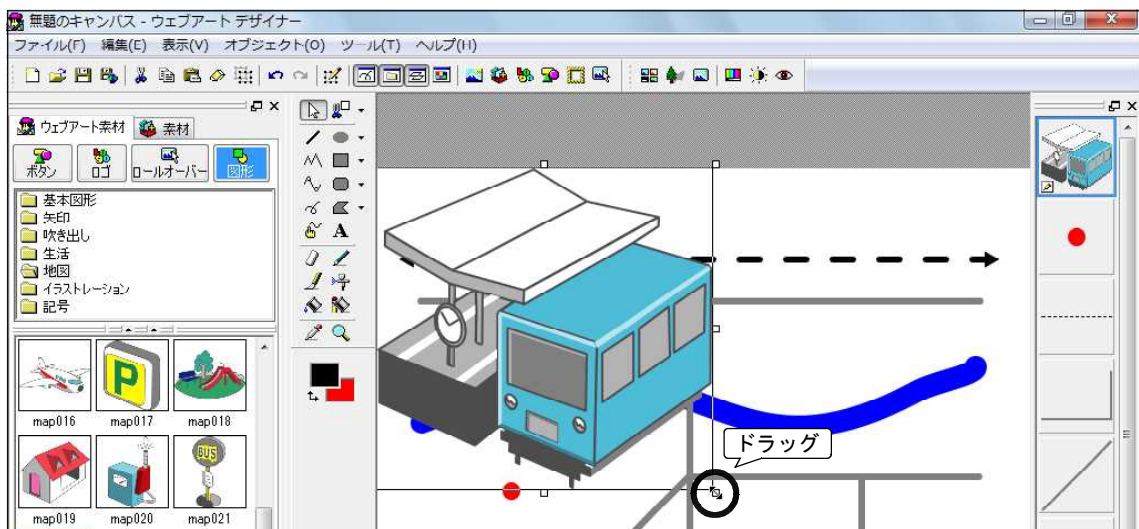 無題のキャンバス - ウェブアート デザイナー
ファイル(F) 編集(E) 表示(V) オブジェクト(O) ツール(T) ヘルプ(H)
ウェブアート素材 素材
ボタン ロゴ ロールオーバー 図形
基本図形
矢印
吹き出し
生活
地図
イラストレーション
記号
A
P
map016 map017 map018
BUS
map019 map020 map021
ドラッグ